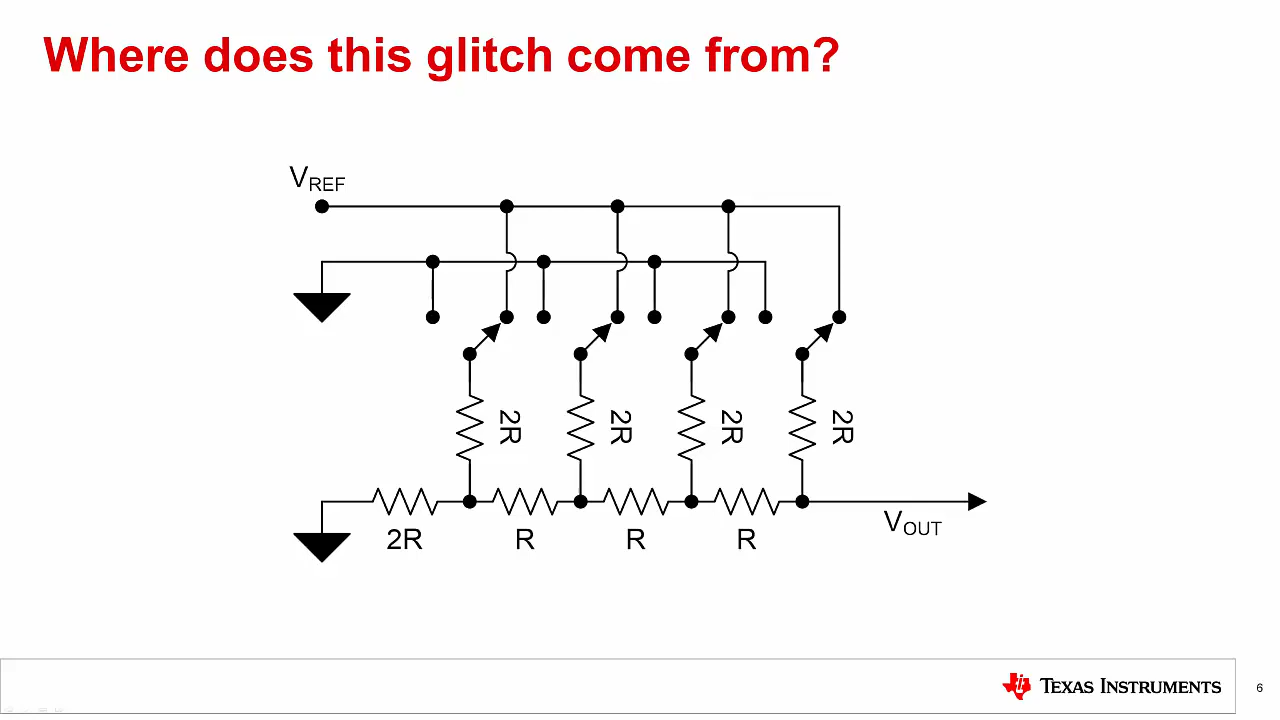 Where does this glitch come from?
VREF
2R 2R 2R 2R
2R R R R
VOUT
TEXAS INSTRUMENTS
6